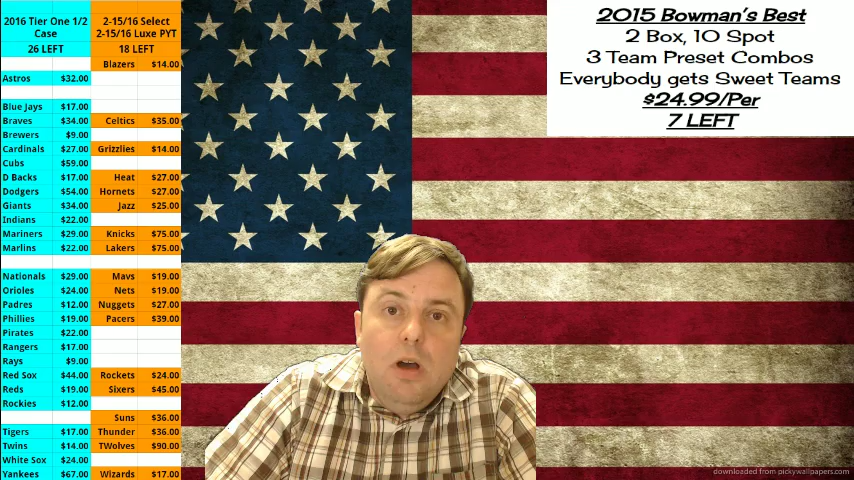 2016 Tier One 1/2
Case
26 LEFT
2-15/16 Select
2-15/16 Luxe PYT
18 LEFT
Blazers $14.00
Astros $32.00
Blue Jays $17.00
Braves $34.00 Celtics $35.00
Brewers $9.00
Cardinals $27.00 Grizzlies $14.00
Cubs $59.00
D Backs $17.00 Heat $27.00
Dodgers $54.00 Hornets $27.00
Giants $34.00 Jazz $25.00
Indians $22.00
Mariners $29.00 Knicks $75.00
Marlins $22.00 Lakers $75.00
Nationals $29.00 Mavs $19.00
Orioles $24.00 Nets $19.00
Padres $12.00 Nuggets $27.00
Phillies $17.00 Pacers $39.00
Pirates $22.00
Rangers $17.00
Rays $9.00
Red Sox $44.00 Rockets $24.00
Reds $19.00 Sixers $45.00
Rockies $12.00
Suns $36.00
Tigers $17.00 Thunder $36.00
Twins $14.00 TWolves $90.00
White Sox $24.00
Yankees $67.00 Wizards $17.00
2015 Bowman's Best
2 Box, 10 Spot
3 Team Preset Combos
Everybody gets Sweet Teams
$24.99/Per
7 LEFT
downloaded from pickywallpapers.com